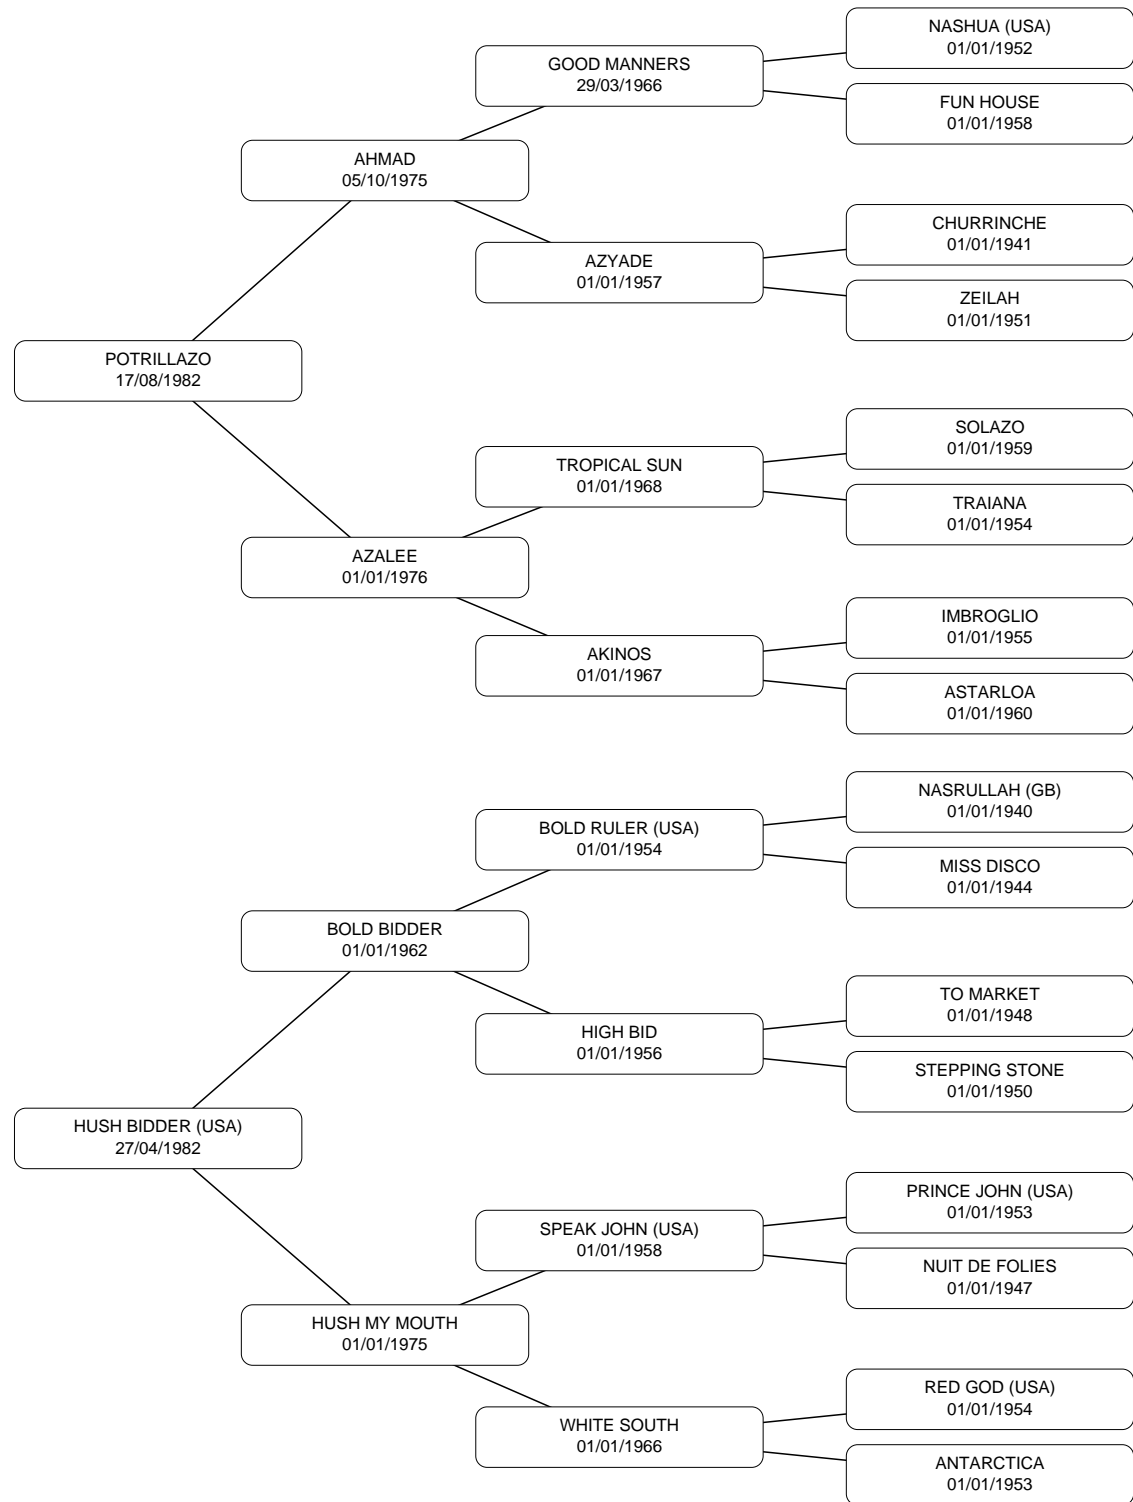 NASHUA (USA)
01/01/1952
GOOD MANNERS
29/03/1966
FUN HOUSE
01/01/1958
AHMAD
05/10/1975
CHURRINCHE
01/01/1941
AZYADE
01/01/1957
ZEILAH
01/01/1951
POTRILLAZO
17/08/1982
SOLAZO
01/01/1959
TROPICAL SUN
01/01/1968
TRAIANA
01/01/1954
AZALEE
01/01/1976
IMBROGLIO
01/01/1955
AKINOS
01/01/1967
ASTARLOA
01/01/1960
NASRULLAH (GB)
01/01/1940
BOLD RULER (USA)
01/01/1954
MISS DISCO
01/01/1944
BOLD BIDDER
01/01/1962
TO MARKET
01/01/1948
HIGH BID
01/01/1956
STEPPING STONE
01/01/1950
HUSH BIDDER (USA)
27/04/1982
PRINCE JOHN (USA)
01/01/1953
SPEAK JOHN (USA)
01/01/1958
NUIT DE FOLIES
01/01/1947
HUSH MY MOUTH
01/01/1975
RED GOD (USA)
01/01/1954
WHITE SOUTH
01/01/1966
ANTARCTICA
01/01/1953